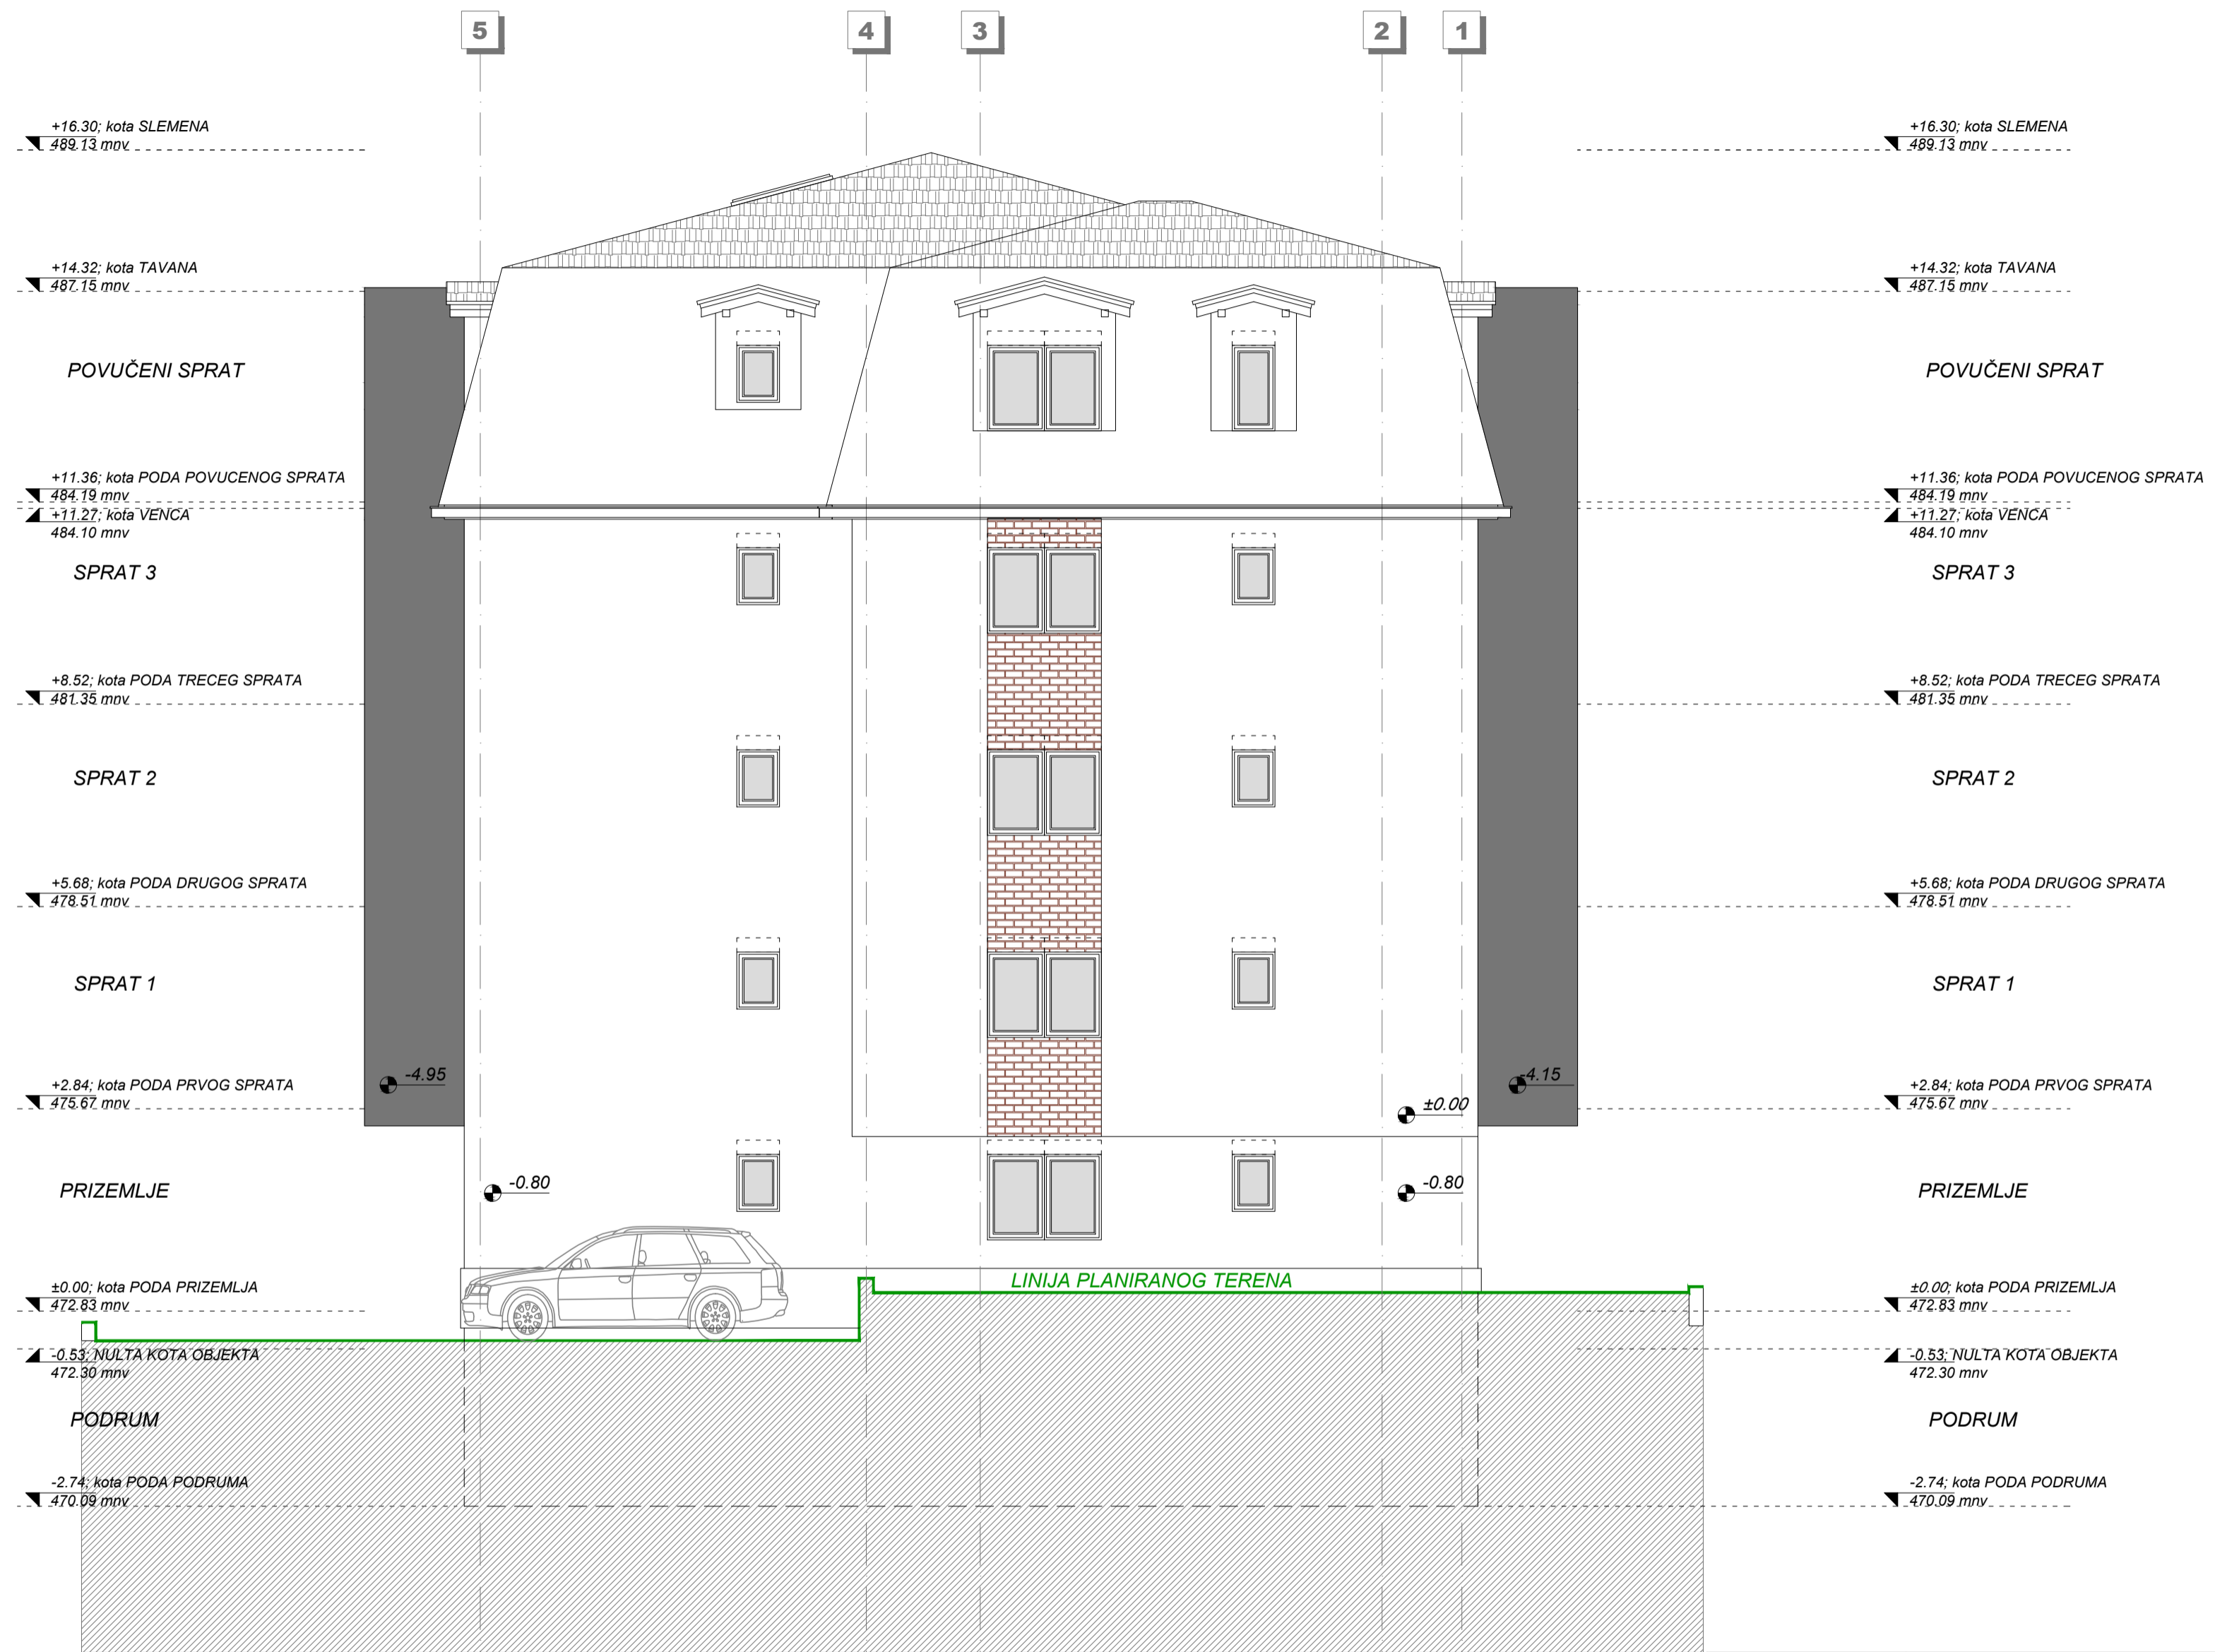 5 4 3 2 1
+16.30; kota SLEMENA
489.13 mnv
+16.30; kota SLEMENA
489.13 mnv
+14.32; kota TAVANA
487.15 mnv
+14.32; kota TAVANA
487.15 mnv
POVUČENI SPRAT
POVUČENI SPRAT
+11.36; kota PODA POVUCENOG SPRATA
484.19 mnv
+11.36; kota PODA POVUCENOG SPRATA
484.19 mnv
+11.27; kota VENCA
484.10 mnv
+11.27; kota VENCA
484.10 mnv
SPRAT 3
SPRAT 3
+8.52; kota PODA TRECEG SPRATA
481.35 mnv
+8.52; kota PODA TRECEG SPRATA
481.35 mnv
SPRAT 2
SPRAT 2
+5.68; kota PODA DRUGOG SPRATA
478.51 mnv
+5.68; kota PODA DRUGOG SPRATA
478.51 mnv
SPRAT 1
SPRAT 1
-4.95
-4.15
+2.84; kota PODA PRVOG SPRATA
475.67 mnv
+2.84; kota PODA PRVOG SPRATA
475.67 mnv
±0.00
PRIZEMLJE
-0.80
-0.80
PRIZEMLJE
LINIJA PLANIRANOG TERENA
±0.00; kota PODA PRIZEMLJA
472.83 mnv
±0.00; kota PODA PRIZEMLJA
472.83 mnv
-0.53; NULTA KOTA OBJEKTA
472.30 mnv
-0.53; NULTA KOTA OBJEKTA
472.30 mnv
PODRUM
PODRUM
-2.74; kota PODA PODRUMA
470.09 mnv
-2.74; kota PODA PODRUMA
470.09 mnv